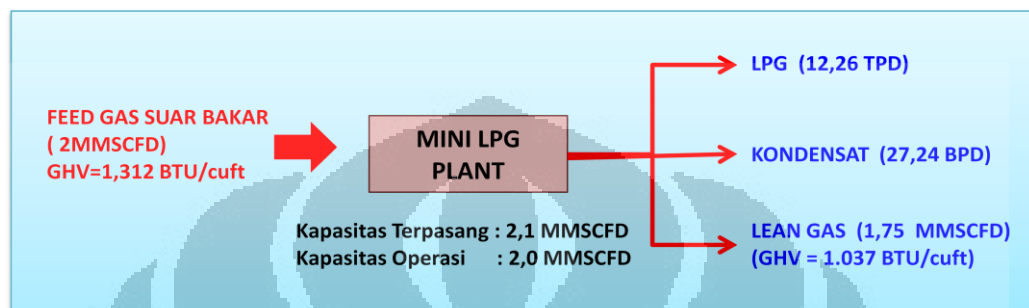 FEED GAS SUAR BAKAR
( 2MMSCFD)
GHV=1,312 BTU/cuft
MINI LPG
PLANT
Kapasitas Terpasang : 2,1 MMSCFD
Kapasitas Operasi : 2,0 MMSCFD
LPG (12,26 TPD)
KONDENSAT (27,24 BPD)
LEAN GAS (1,75 MMSCFD)
(GHV = 1.037 BTU/cuft)